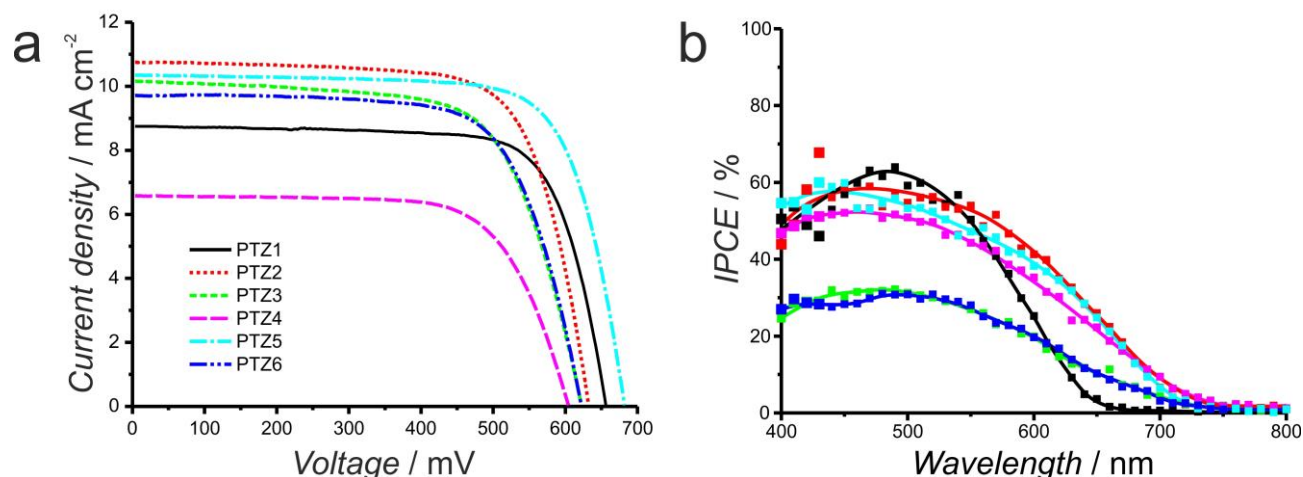 a
Current density / mA cm⁻²
12
10
8
6
4
2
0
PTZ1
PTZ2
PTZ3
PTZ4
PTZ5
PTZ6
0 100 200 300 400 500 600 700
Voltage / mV
b
IPCE / %
100
80
60
40
20
0
400 500 600 700 800
Wavelength / nm